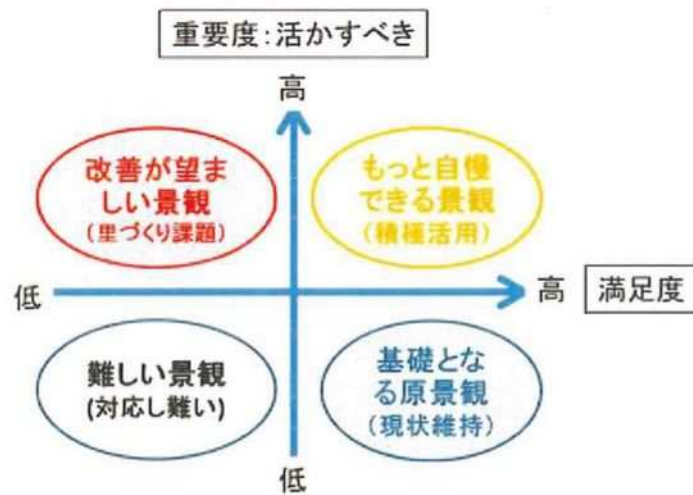 重要度:活かすべき
高
改善が望ま
しい景観
(里づくり課題)
もっと自慢
できる景観
(積極活用)
低
高
満足度
難しい景観
(対応し難い)
基礎とな
る原景観
(現状維持)
低